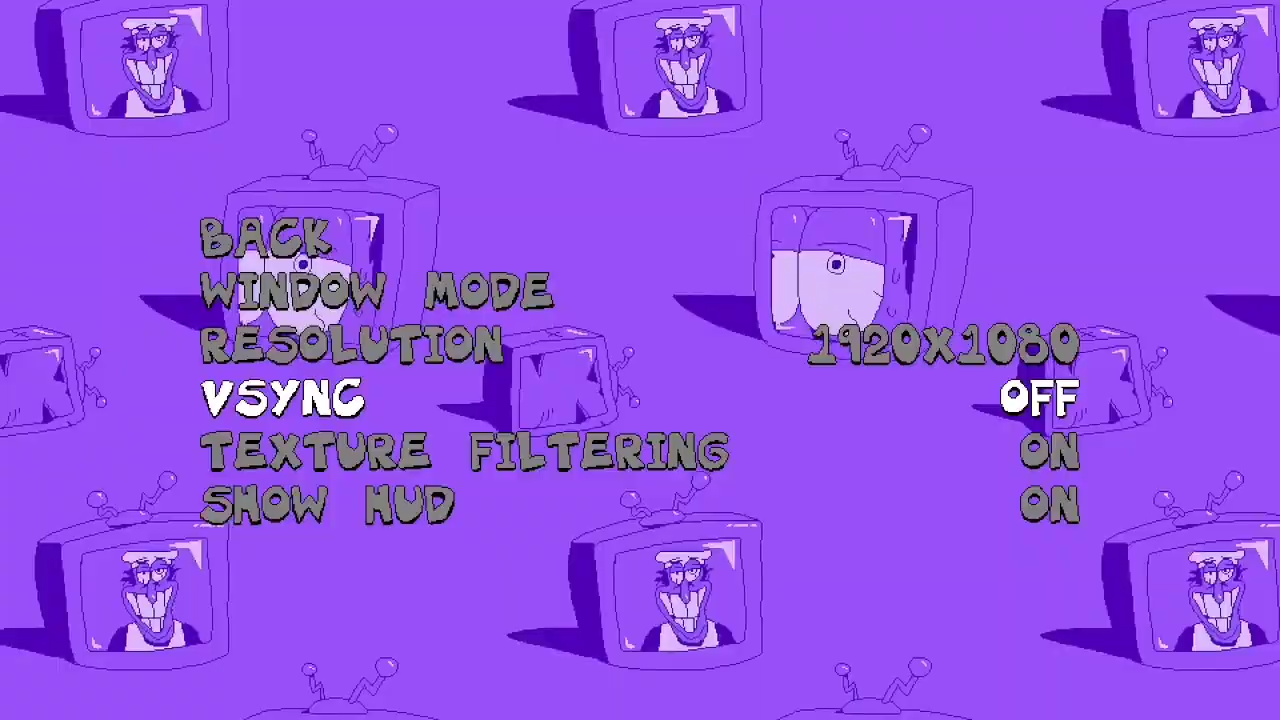 BACK
WINDOW MODE
RESOLUTION 1920X1080
VSYNC OFF
TEXTURE FILTERING ON
SHOW HUD ON